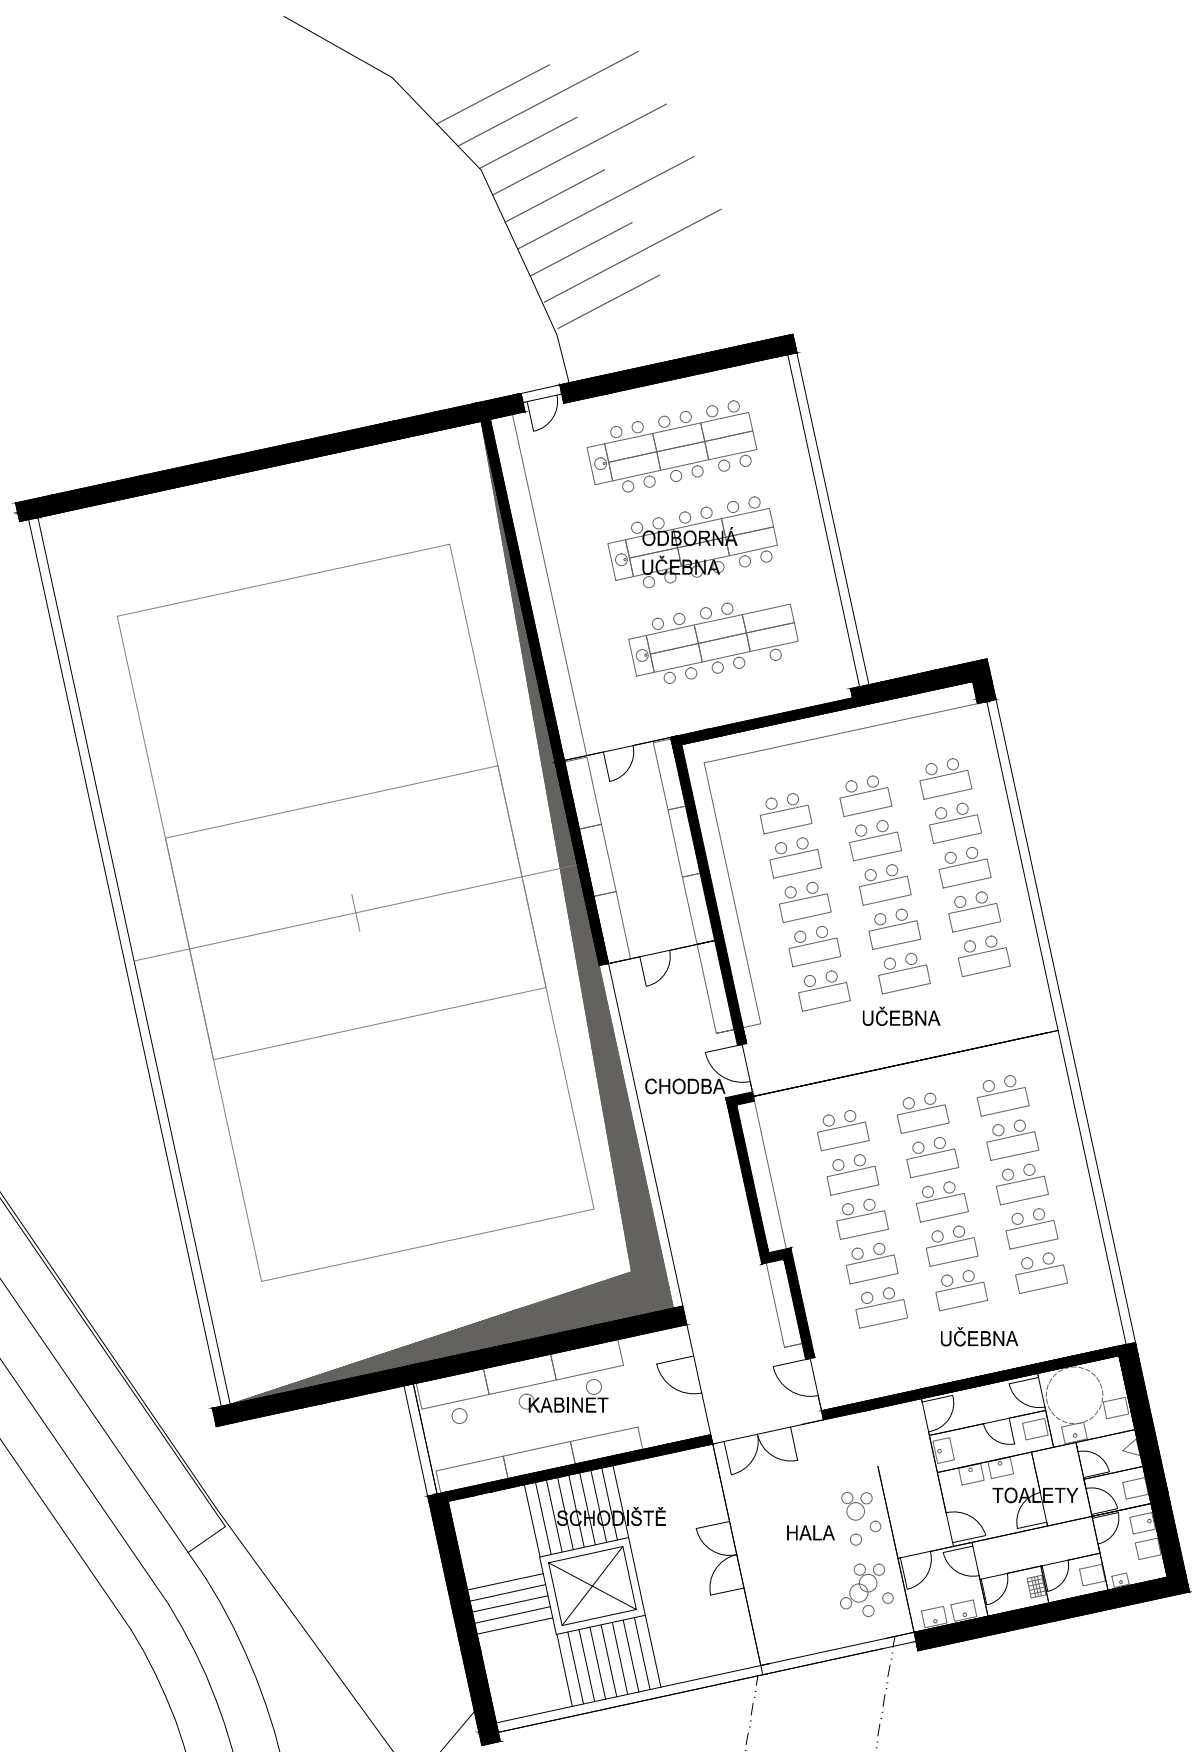 ODBORNÁ
UČEBNA
UČEBNA
CHODBA
UČEBNA
KABINET
TOALETY
SCHODIŠTĚ
HALA